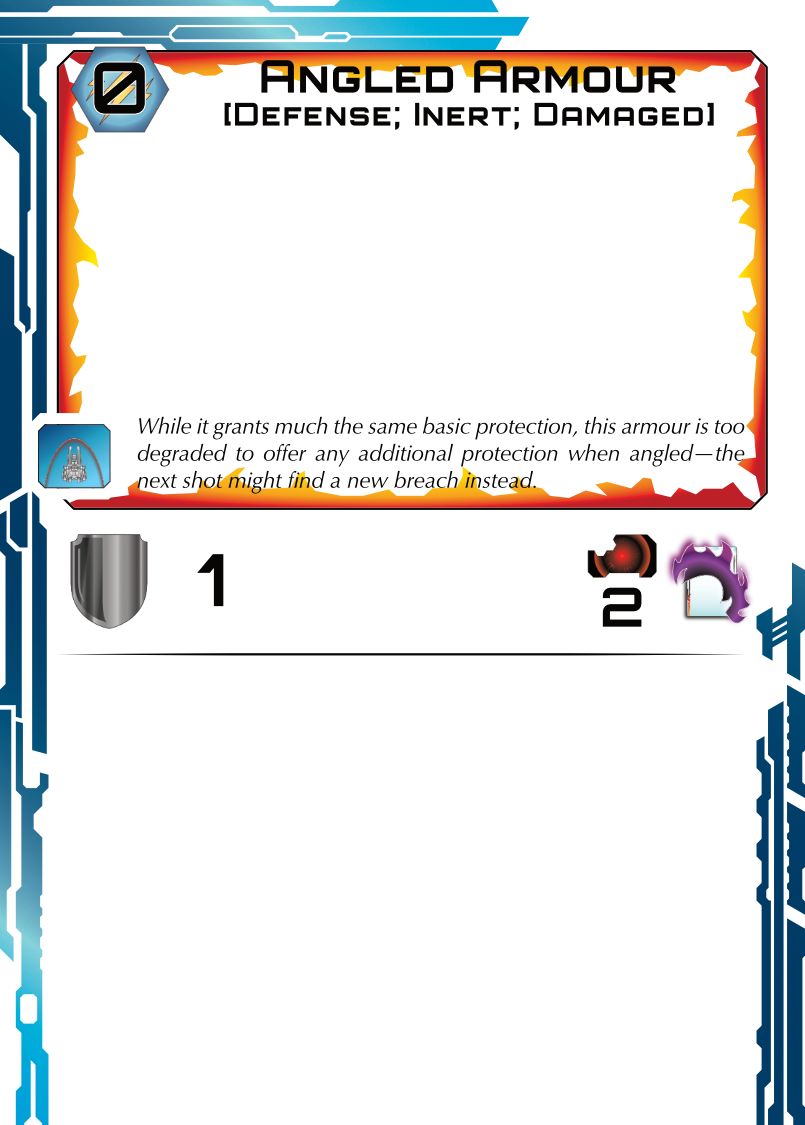 0
Angled Armour
[Defense; Inert; Damaged]
While it grants much the same basic protection, this armour is too
degraded to offer any additional protection when angled—the
next shot might find a new breach instead.
1
2